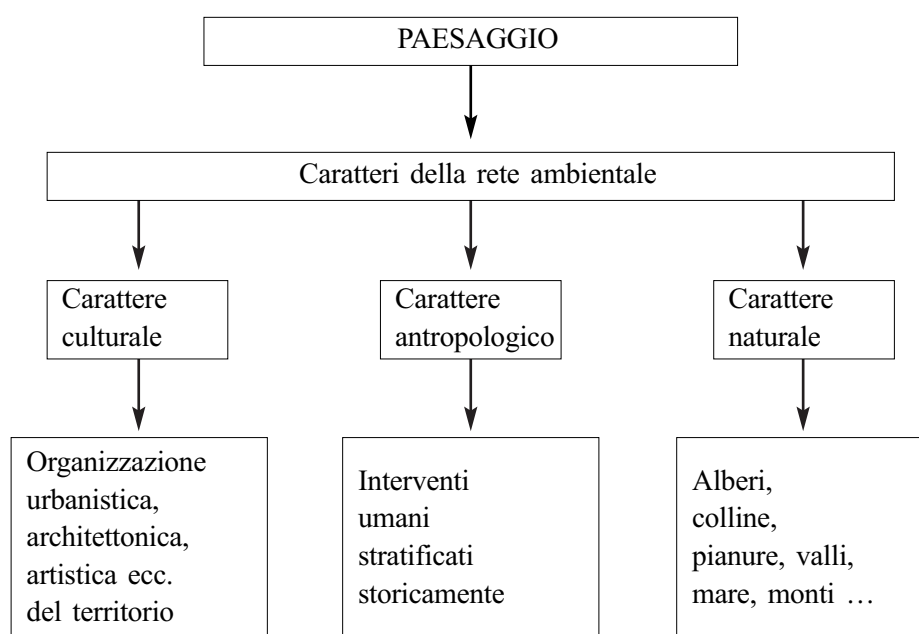 PAESAGGIO
Caratteri della rete ambientale
Carattere
culturale
Carattere
antropologico
Carattere
naturale
Organizzazione
urbanistica,
architettonica,
artistica ecc.
del territorio
Interventi
umani
stratificati
storicamente
Alberi,
colline,
pianure, valli,
mare, monti …